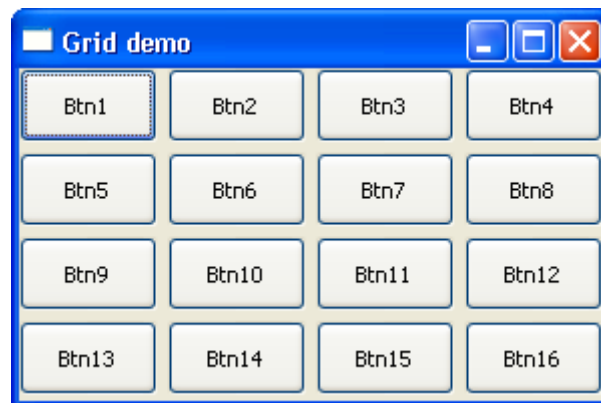 Grid demo
Btn1 Btn2 Btn3 Btn4
Btn5 Btn6 Btn7 Btn8
Btn9 Btn10 Btn11 Btn12
Btn13 Btn14 Btn15 Btn16